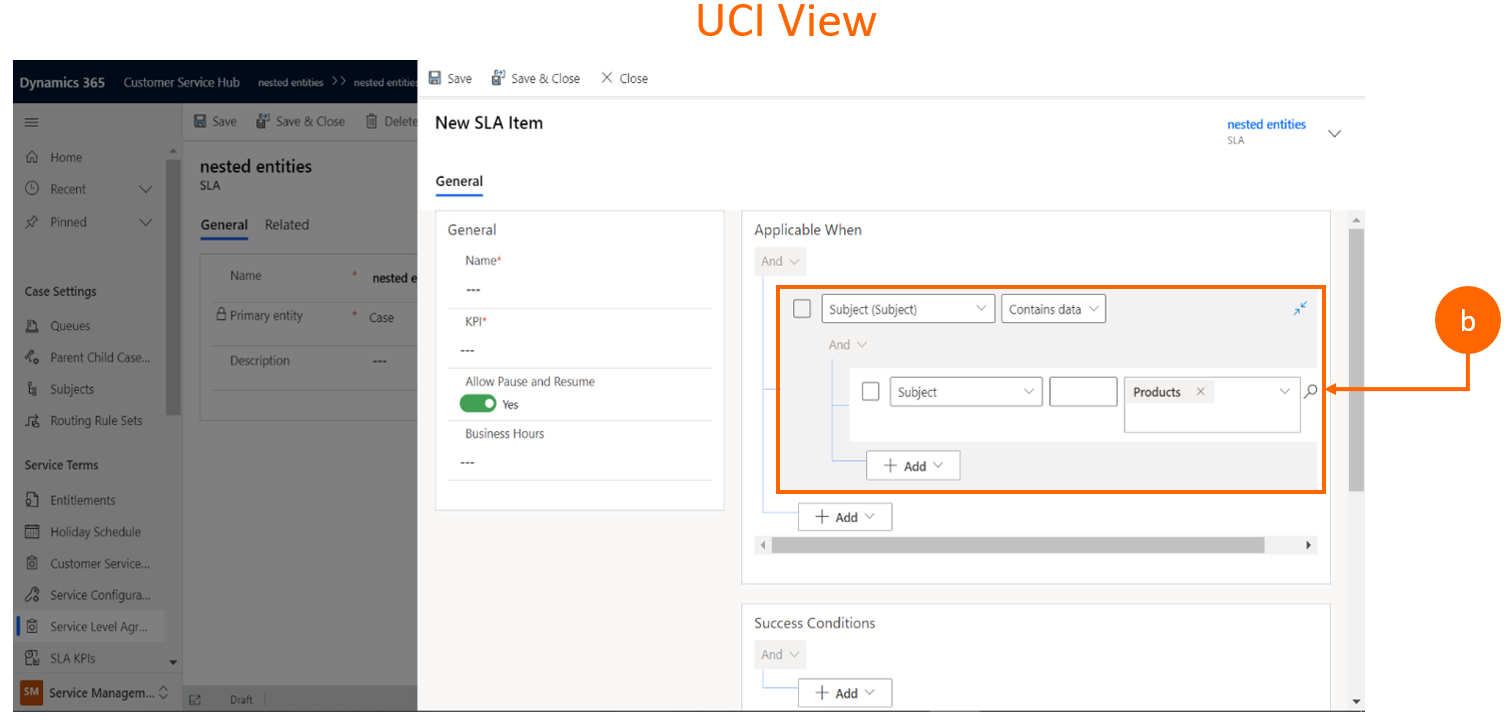 UCI View
Dynamics 365 Customer Service Hub nested entities >> nested entities
Save Save & Close Close
Save Save & Close Delete
New SLA Item
nested entities
SLA
Home
Recent
Pinned
nested entities
SLA
General Related
General
General
Name*
---
KPI*
---
Allow Pause and Resume
Yes
Business Hours
---
Applicable When
And
Subject (Subject) Contains data
And
Subject Products
Add
Add
b
Name * nested e
Primary entity * Case
Description ---
Case Settings
Queues
Parent Child Case...
Subjects
Routing Rule Sets
Service Terms
Entitlements
Holiday Schedule
Customer Service...
Service Configura...
Service Level Agr...
SLA KPIs
SM Service Managem...
Draft
Success Conditions
And
Add